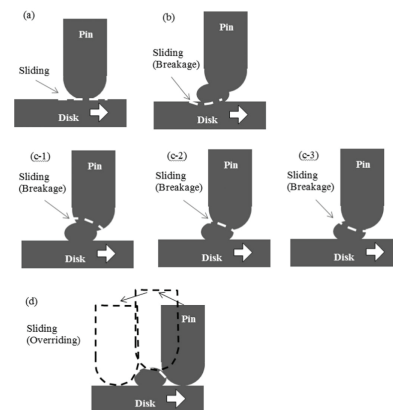 (a)
Pin
Sliding
Disk
(b)
Pin
Sliding
(Breakage)
Disk
(c-1)
Pin
Sliding
(Breakage)
Disk
(c-2)
Pin
Sliding
(Breakage)
Disk
(c-3)
Pin
Sliding
(Breakage)
Disk
(d)
Pin
Sliding
(Overriding)
Disk